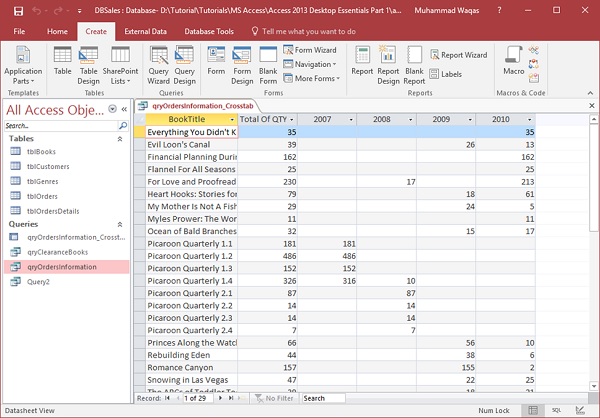 DBSales : Database- D:\Tutorial\Tutorials\MS Access\Access 2013 Desktop Essentials Part 1\a... Muhammad Waqas
File Home Create External Data Database Tools Tell me what you want to do
Application Parts Table Table Design SharePoint Lists Query Wizard Query Design Form Form Design Blank Form Form Wizard Navigation More Forms Report Report Design Blank Report Report Wizard Labels Macro
Templates Tables Queries Forms Reports Macros & Code
All Access Obje...
Search...
Tables
tblBooks
tblCustomers
tblGenres
tblOrders
tblOrdersDetails
Queries
qryOrdersInformation_Crosst...
qryClearanceBooks
qryOrdersInformation
Query2
qryOrdersInformation_Crosstab
BookTitle Total Of QTY 2007 2008 2009 2010
Everything You Didn't K 35 35
Evil Loon's Canal 39 26 13
Financial Planning Durin 162 162
Flannel For All Seasons 25 25
For Love and Proofread 230 17 213
Heart Hooks: Stories for 79 18 61
My Mother Is Not A Fish 29 24 5
Myles Prower: The Wor 11 11
Ocean of Bald Branches 32 15 17
Picaroon Quarterly 1.1 181 181
Picaroon Quarterly 1.2 486 486
Picaroon Quarterly 1.3 152 152
Picaroon Quarterly 1.4 326 316 10
Picaroon Quarterly 2.1 87 87
Picaroon Quarterly 2.2 14 14
Picaroon Quarterly 2.3 14 14
Picaroon Quarterly 2.4 7 7
Princes Along the Watch 66 56 10
Rebuilding Eden 44 38 6
Romance Canyon 157 155 2
Snowing in Las Vegas 47 22 25
Record: 1 of 29 No Filter Search
Datasheet View Num Lock SQL